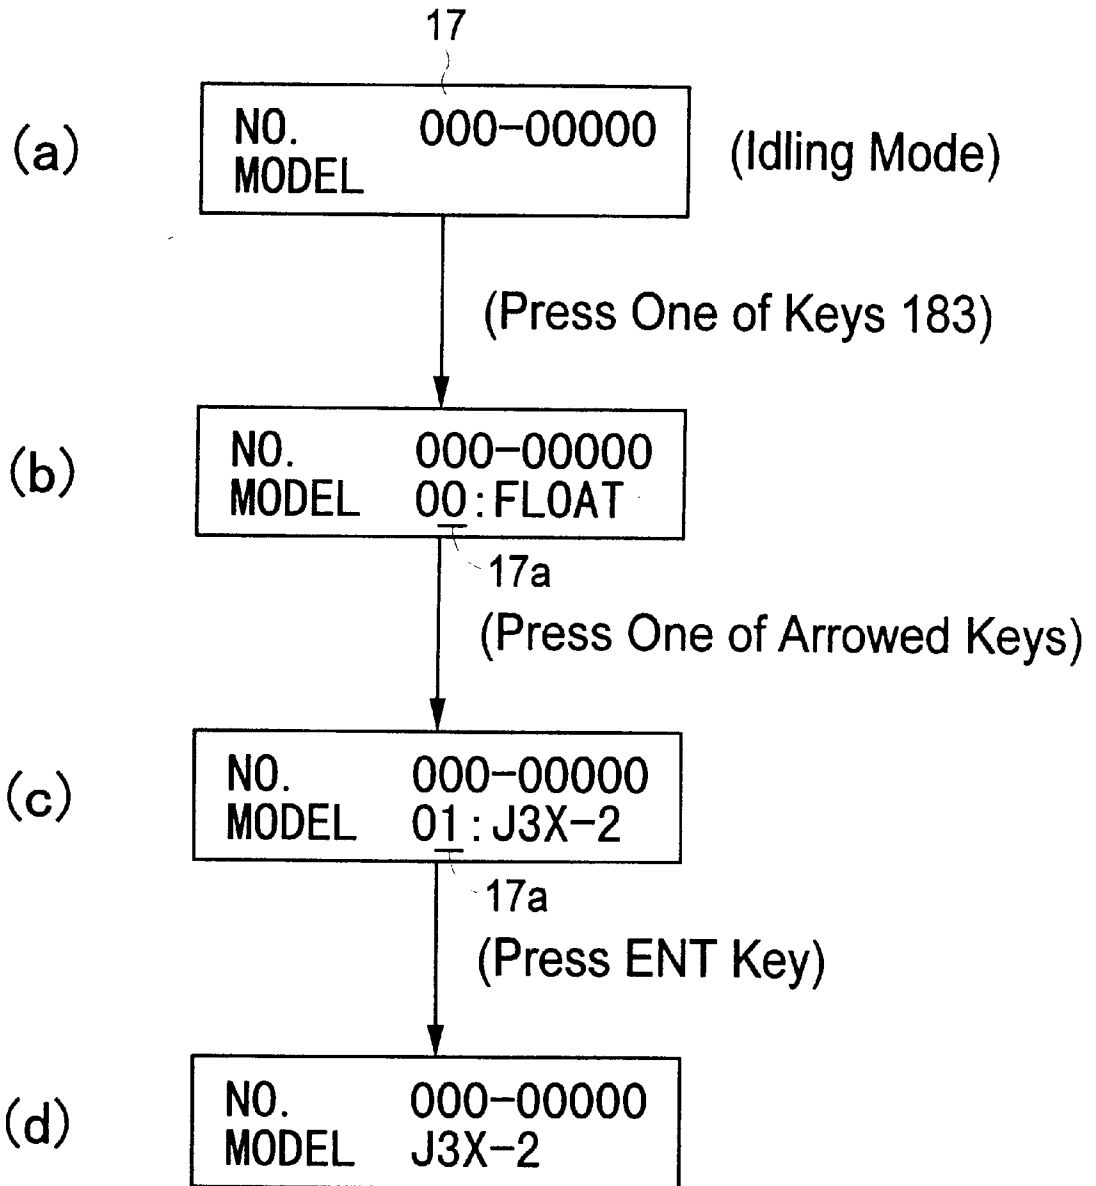 17
(a)
NO. 000-00000
MODEL
(Idling Mode)
(Press One of Keys 183)
(b)
NO. 000-00000
MODEL 00:FLOAT
17a
(Press One of Arrowed Keys)
(c)
NO. 000-00000
MODEL 01:J3X-2
17a
(Press ENT Key)
(d)
NO. 000-00000
MODEL J3X-2